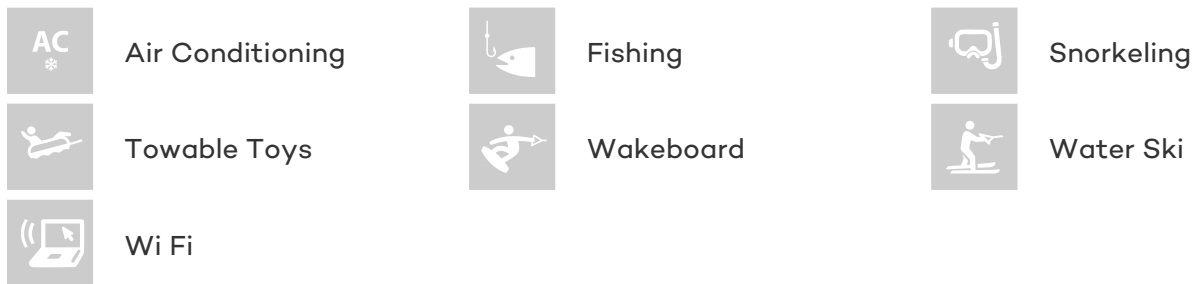 AC
Air Conditioning
Fishing
Snorkeling
Towable Toys
Wakeboard
Water Ski
Wi Fi